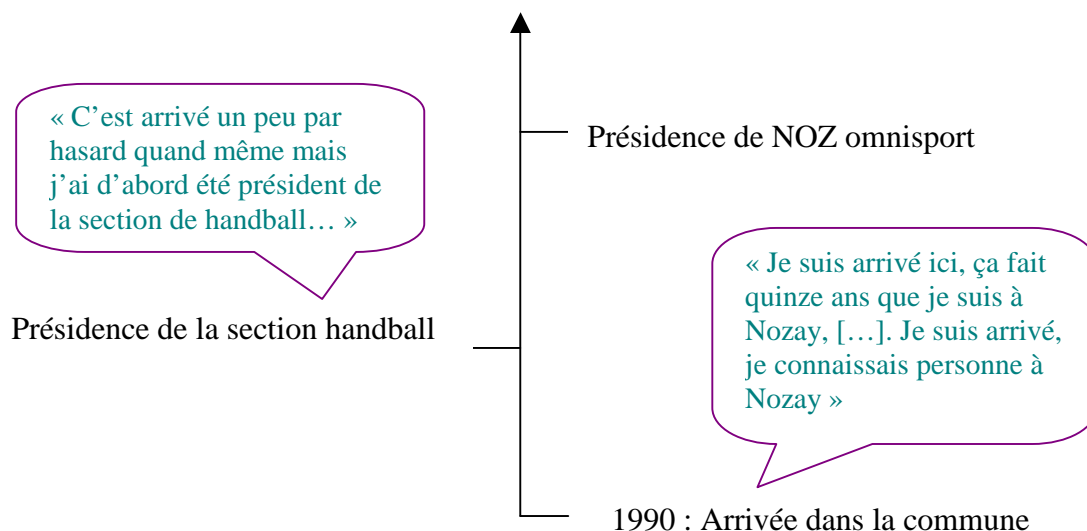 « C’est arrivé un peu par
hasard quand même mais
j’ai d’abord été président de
la section de handball… »
Présidence de NOZ omnisport
« Je suis arrivé ici, ça fait
quinze ans que je suis à
Nozay, […]. Je suis arrivé,
je connaissais personne à
Nozay »
Présidence de la section handball
1990 : Arrivée dans la commune